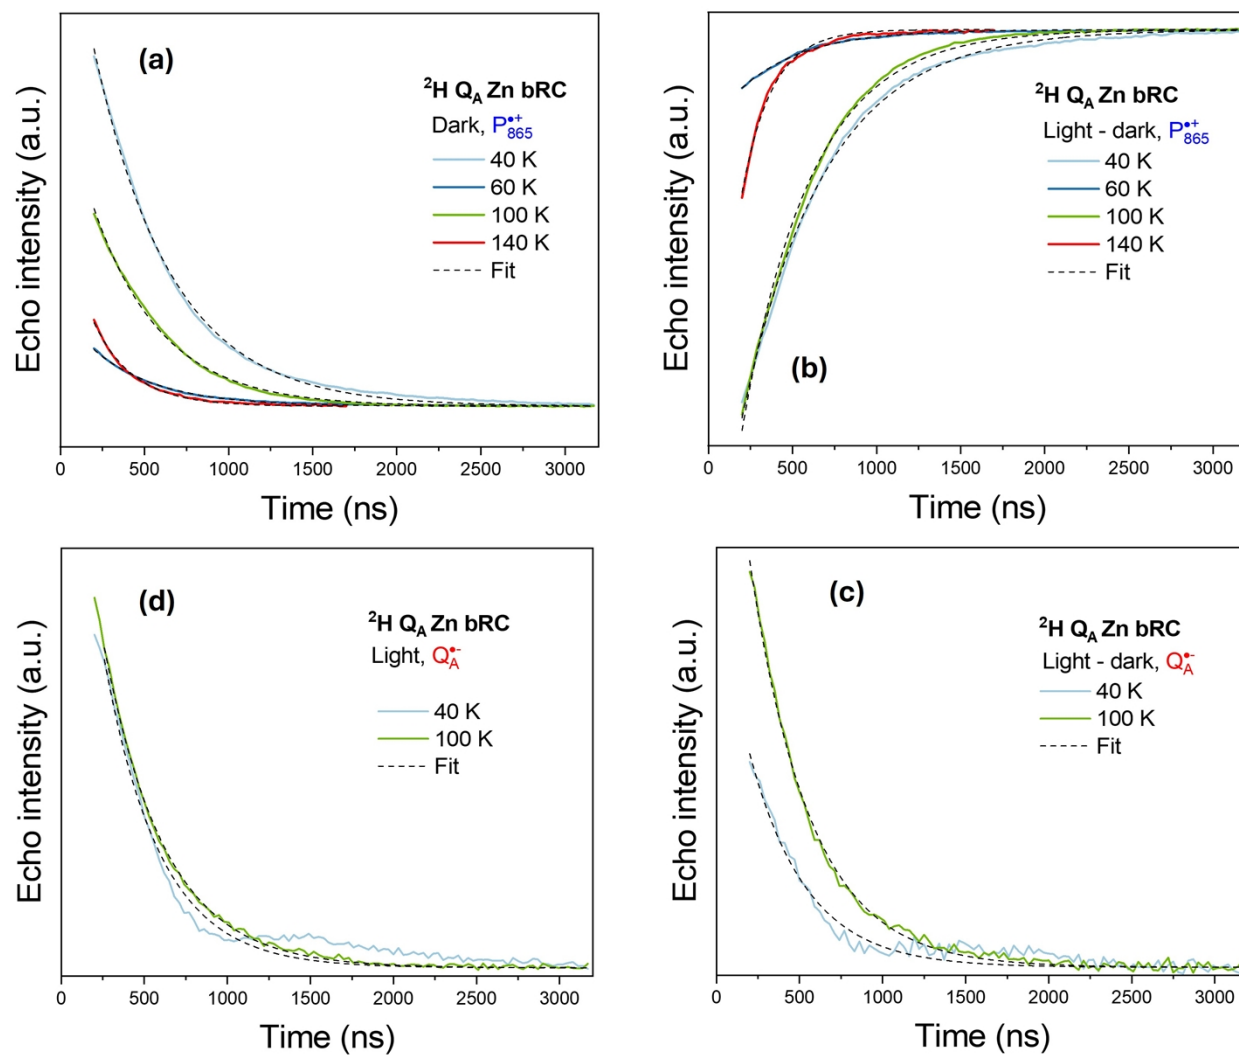 (a)
²H Q_A Zn bRC
Dark, P₈₆₅•⁺
40 K
60 K
100 K
140 K
Fit
Echo intensity (a.u.)
0 500 1000 1500 2000 2500 3000
Time (ns)
(b)
²H Q_A Zn bRC
Light - dark, P₈₆₅•⁺
40 K
60 K
100 K
140 K
Fit
Echo intensity (a.u.)
0 500 1000 1500 2000 2500 3000
Time (ns)
(d)
²H Q_A Zn bRC
Light, Q_A•⁻
40 K
100 K
Fit
Echo intensity (a.u.)
0 500 1000 1500 2000 2500 3000
Time (ns)
(c)
²H Q_A Zn bRC
Light - dark, Q_A•⁻
40 K
100 K
Fit
Echo intensity (a.u.)
0 500 1000 1500 2000 2500 3000
Time (ns)